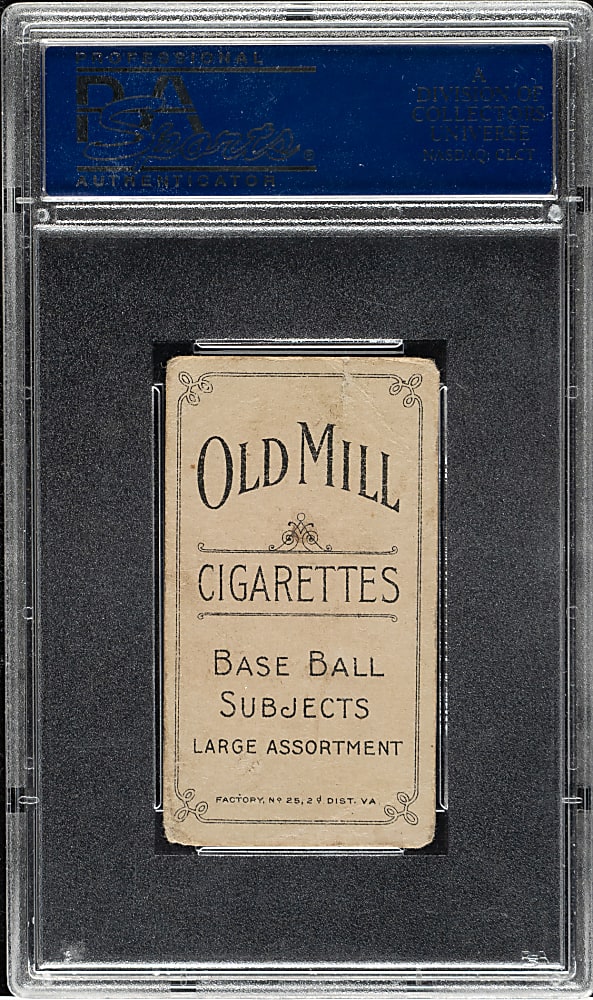 PROFESSIONAL
PSA
Sports
AUTHENTICATOR
A
DIVISION OF
COLLECTORS
UNIVERSE
NASDAQ: CLCT
OLD MILL
CIGARETTES
BASE BALL
SUBJECTS
LARGE ASSORTMENT
FACTORY, Nº 25, 2d DIST. VA
PSA